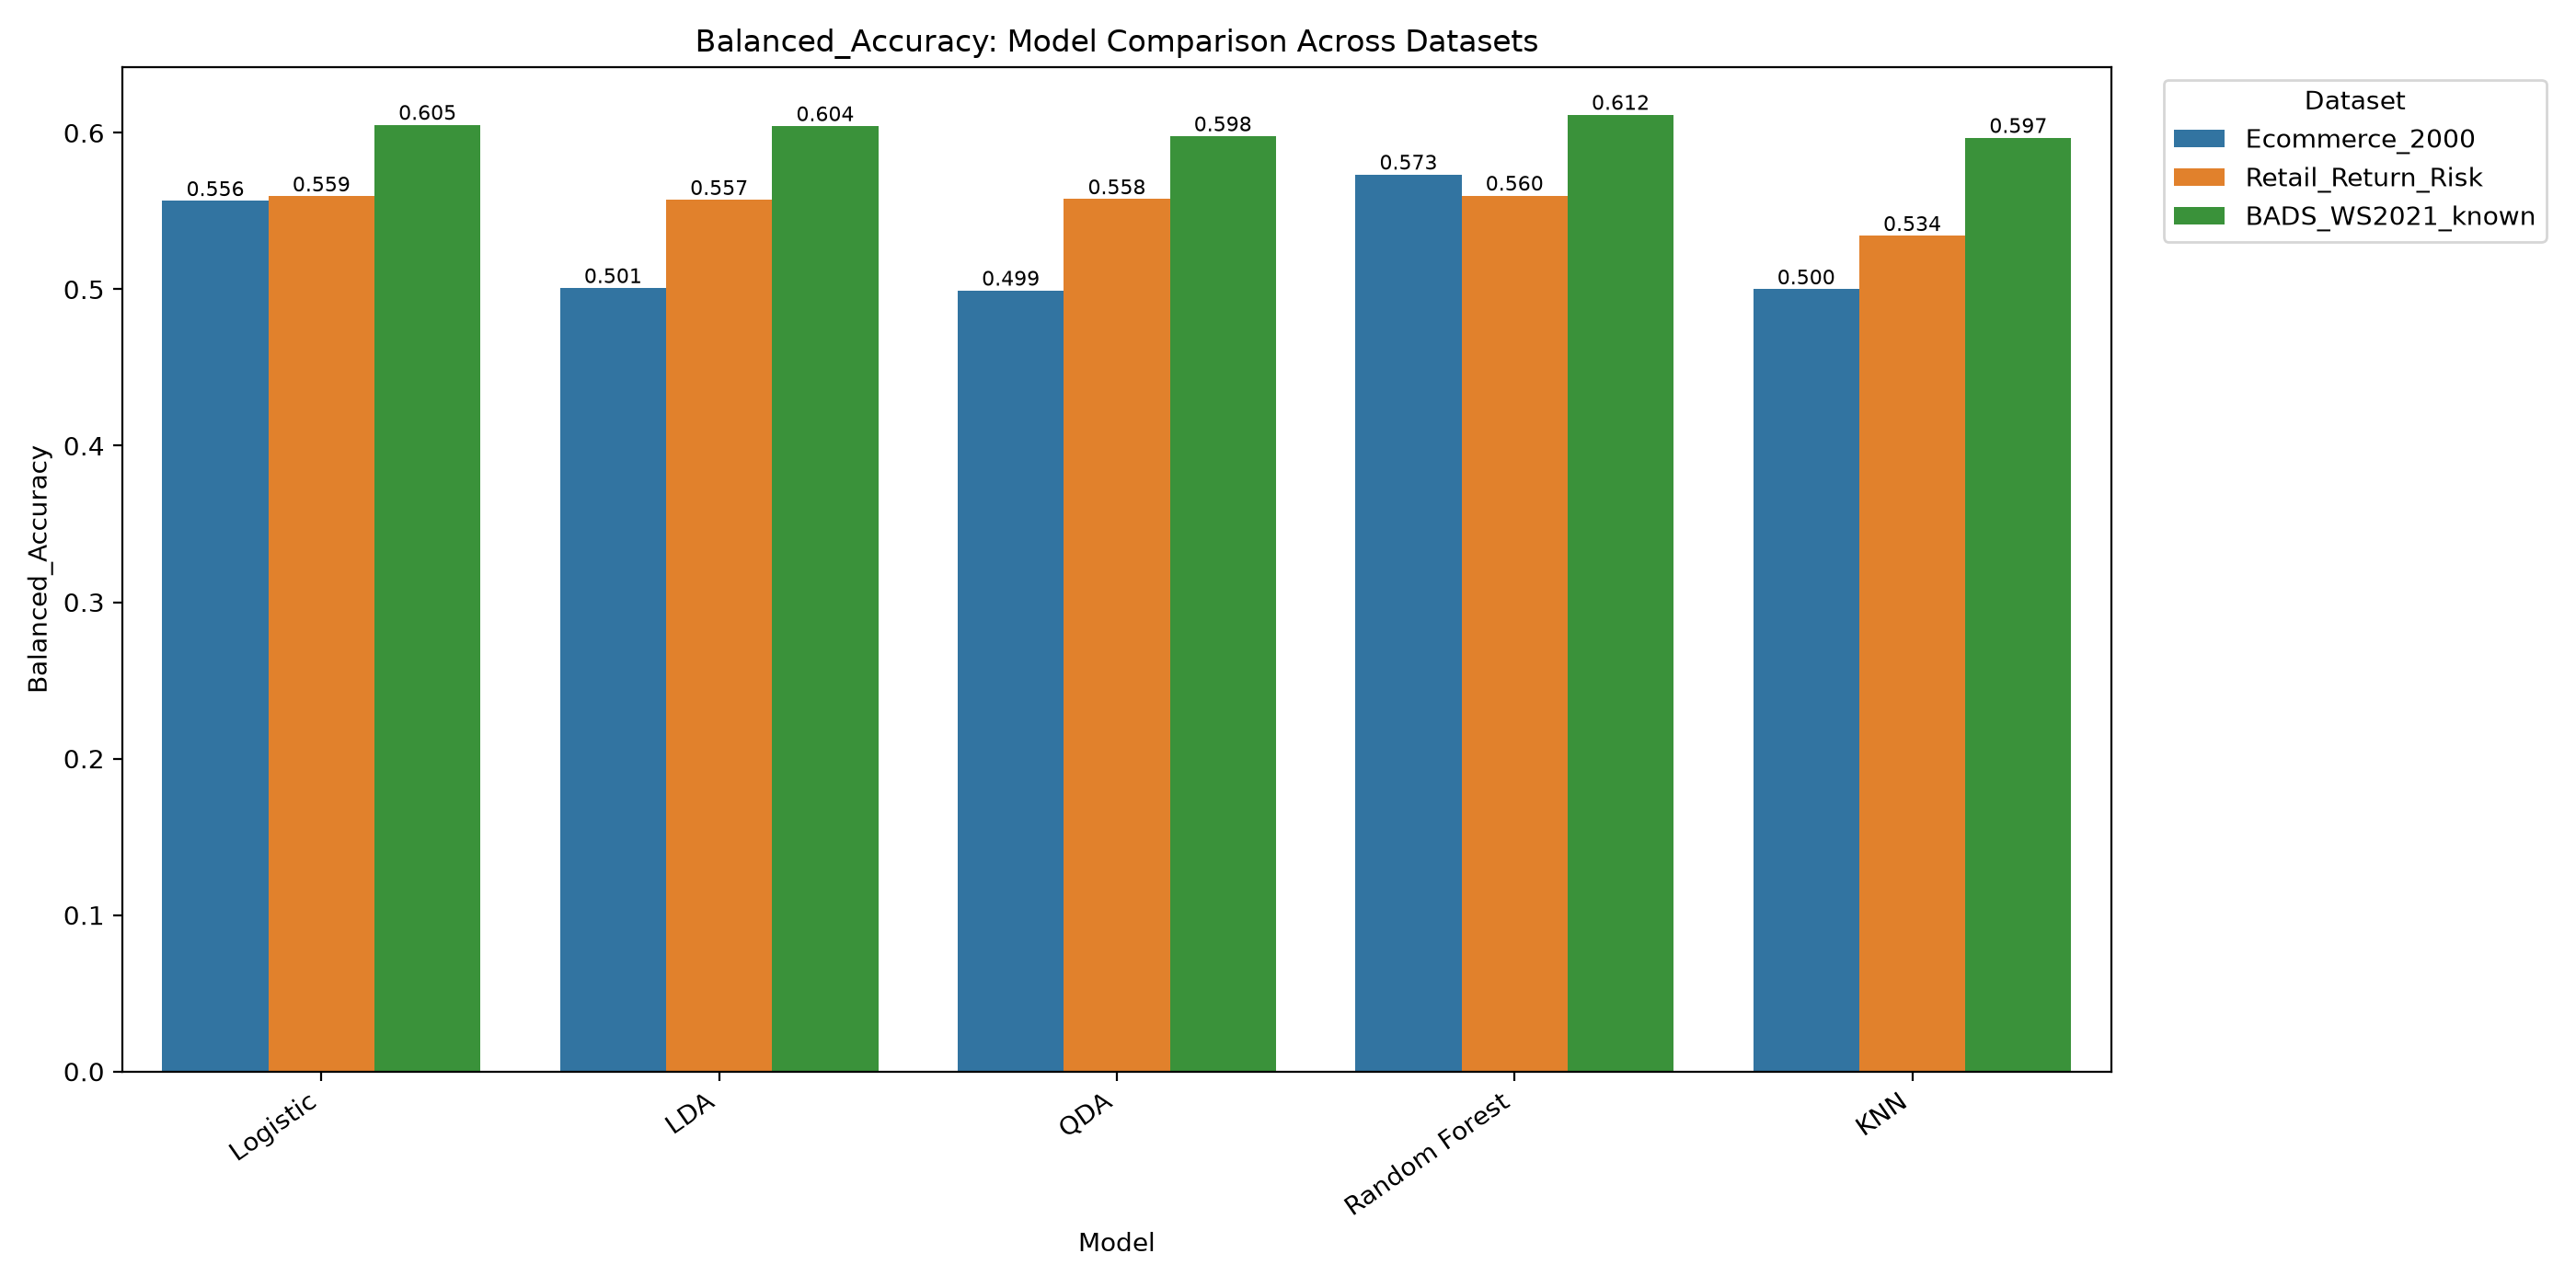 Balanced_Accuracy: Model Comparison Across Datasets
Dataset
Ecommerce_2000
Retail_Return_Risk
BADS_WS2021_known
Balanced_Accuracy
0.6
0.5
0.4
0.3
0.2
0.1
0.0
0.556
0.559
0.605
0.501
0.557
0.604
0.499
0.558
0.598
0.573
0.560
0.612
0.500
0.534
0.597
Logistic
LDA
QDA
Random Forest
KNN
Model